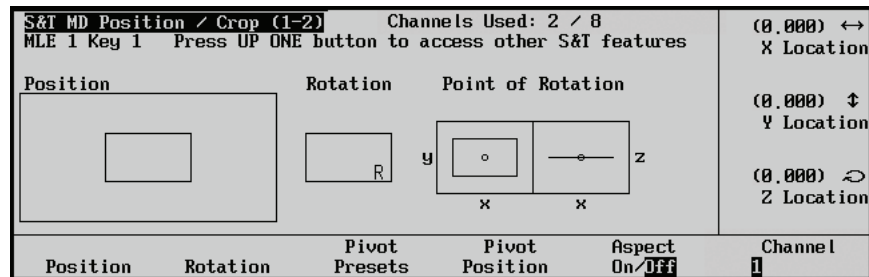 S&T MD Position / Crop (1-2) Channels Used: 2 / 8
MLE 1 Key 1 Press UP ONE button to access other S&T features
(0.000) ↔
X Location
Position Rotation Point of Rotation
(0.000) ↕
Y Location
R
y z
x x
(0.000)
Z Location
Position Rotation Pivot Presets Pivot Position Aspect On/Off Channel 1